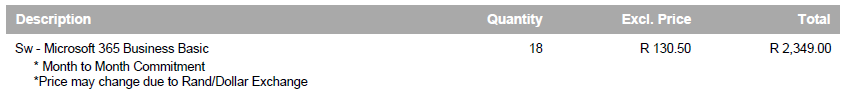 Description Quantity Excl. Price Total
Sw - Microsoft 365 Business Basic 18 R 130.50 R 2,349.00
* Month to Month Commitment
*Price may change due to Rand/Dollar Exchange